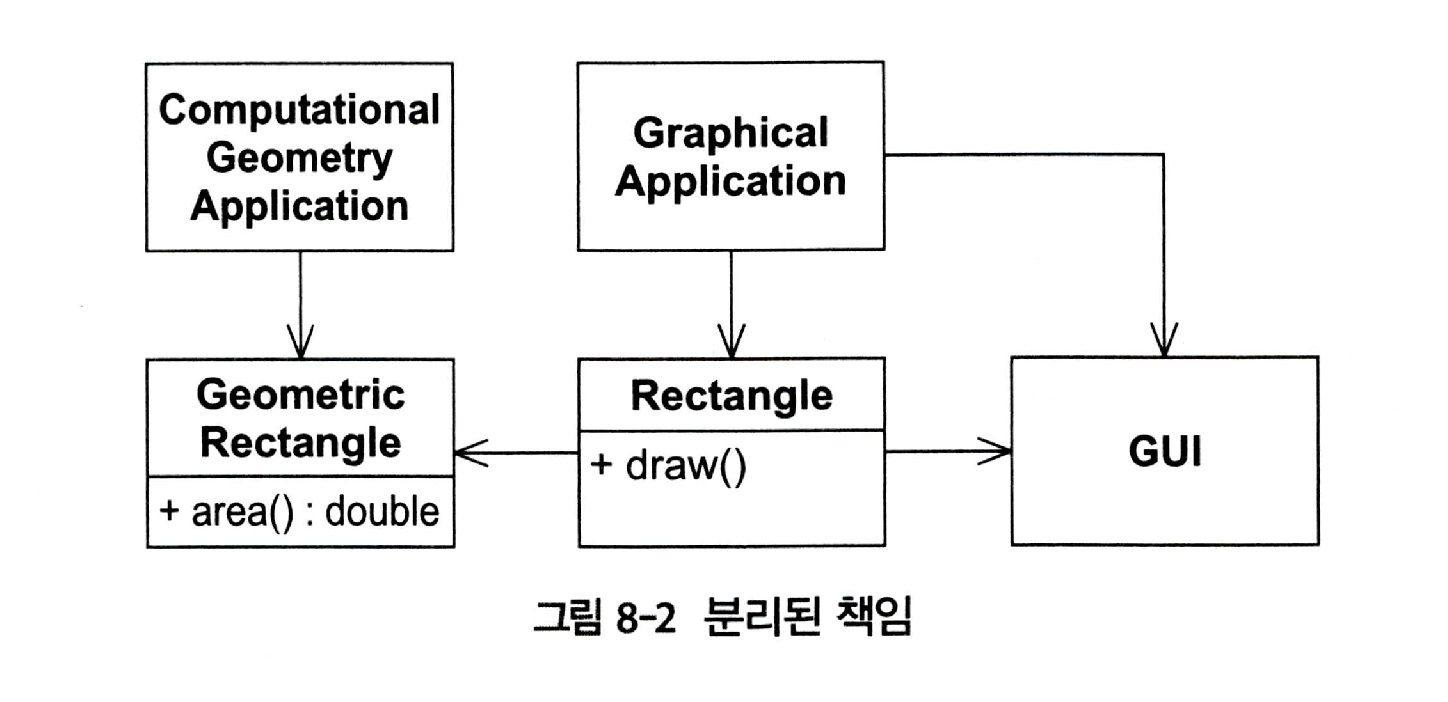 Computational
Geometry
Application
Graphical
Application
Geometric
Rectangle
+ area() : double
Rectangle
+ draw()
GUI
그림 8-2 분리된 책임